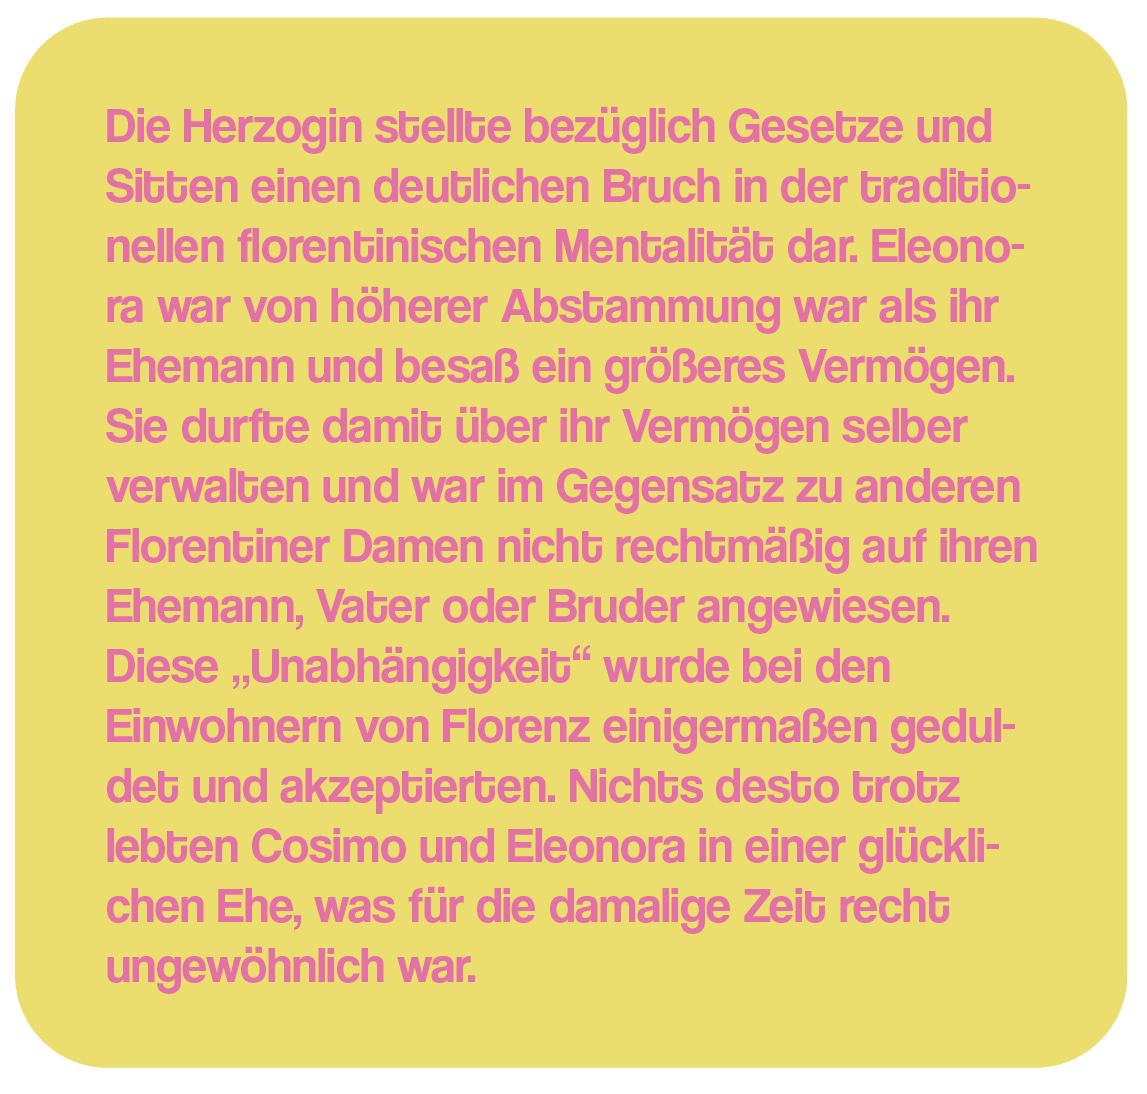 Die Herzogin stellte bezüglich Gesetze und
Sitten einen deutlichen Bruch in der traditio-
nellen florentinischen Mentalität dar. Eleono-
ra war von höherer Abstammung war als ihr
Ehemann und besaß ein größeres Vermögen.
Sie durfte damit über ihr Vermögen selber
verwalten und war im Gegensatz zu anderen
Florentiner Damen nicht rechtmäßig auf ihren
Ehemann, Vater oder Bruder angewiesen.
Diese „Unabhängigkeit“ wurde bei den
Einwohnern von Florenz einigermaßen gedul-
det und akzeptierten. Nichts desto trotz
lebten Cosimo und Eleonora in einer glückli-
chen Ehe, was für die damalige Zeit recht
ungewöhnlich war.